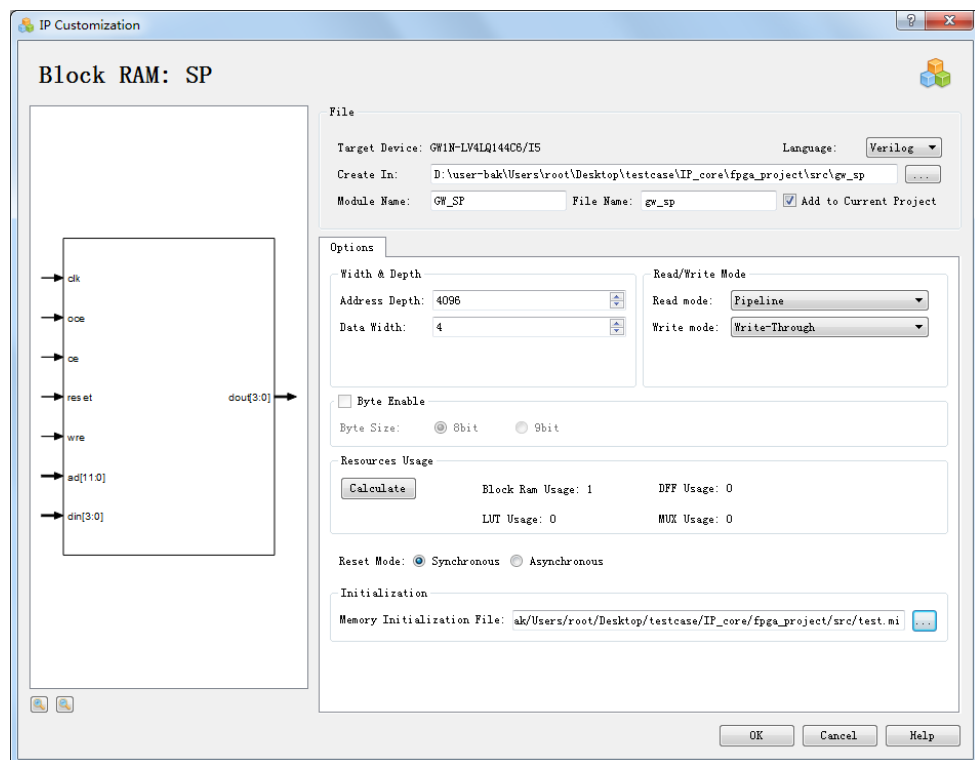 IP Customization
Block RAM: SP
File
Target Device: GW1N-LV4LQ144C6/I5 Language: Verilog
Create In: D:\user-bak\Users\root\Desktop\testcase\IP_core\fpga_project\src\gw_sp ...
Module Name: GW_SP File Name: gw_sp Add to Current Project
Options
Width & Depth
Address Depth: 4096
Data Width: 4
Read/Write Mode
Read mode: Pipeline
Write mode: Write-Through
Byte Enable
Byte Size: 8bit 9bit
Resources Usage
Calculate Block Ram Usage: 1 DFF Usage: 0
LUT Usage: 0 MUX Usage: 0
Reset Mode: Synchronous Asynchronous
Initialization
Memory Initialization File: ak/Users/root/Desktop/testcase/IP_core/fpga_project/src/test.mi ...
clk
oce
ce
reset dout[3:0]
wre
ad[11:0]
din[3:0]
OK Cancel Help